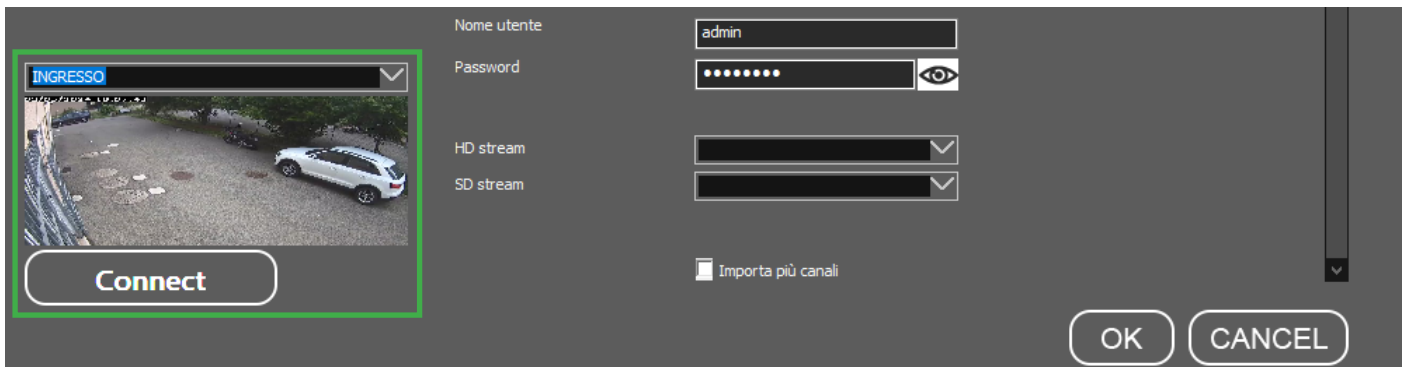 Nome utente
admin
INGRESSO
Password
••••••••
HD stream
SD stream
Connect
Importa più canali
OK
CANCEL